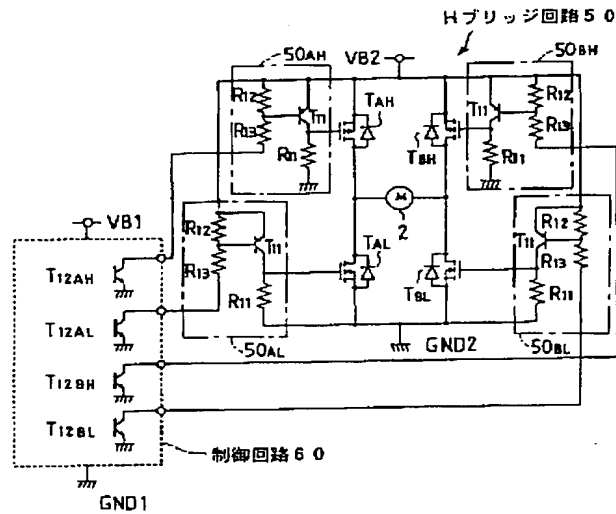 Hブリッジ回路50
50AH
VB2
50BH
R12
T11
TAH
R12
R13
T11
R13
R11
TBH
R11
M
2
VB1
R12
T11
R12
T11
R13
TAL
R13
T12AH
R11
TBL
R11
T12AL
50AL
GND2
50BL
T12BH
T12BL
制御回路60
GND1